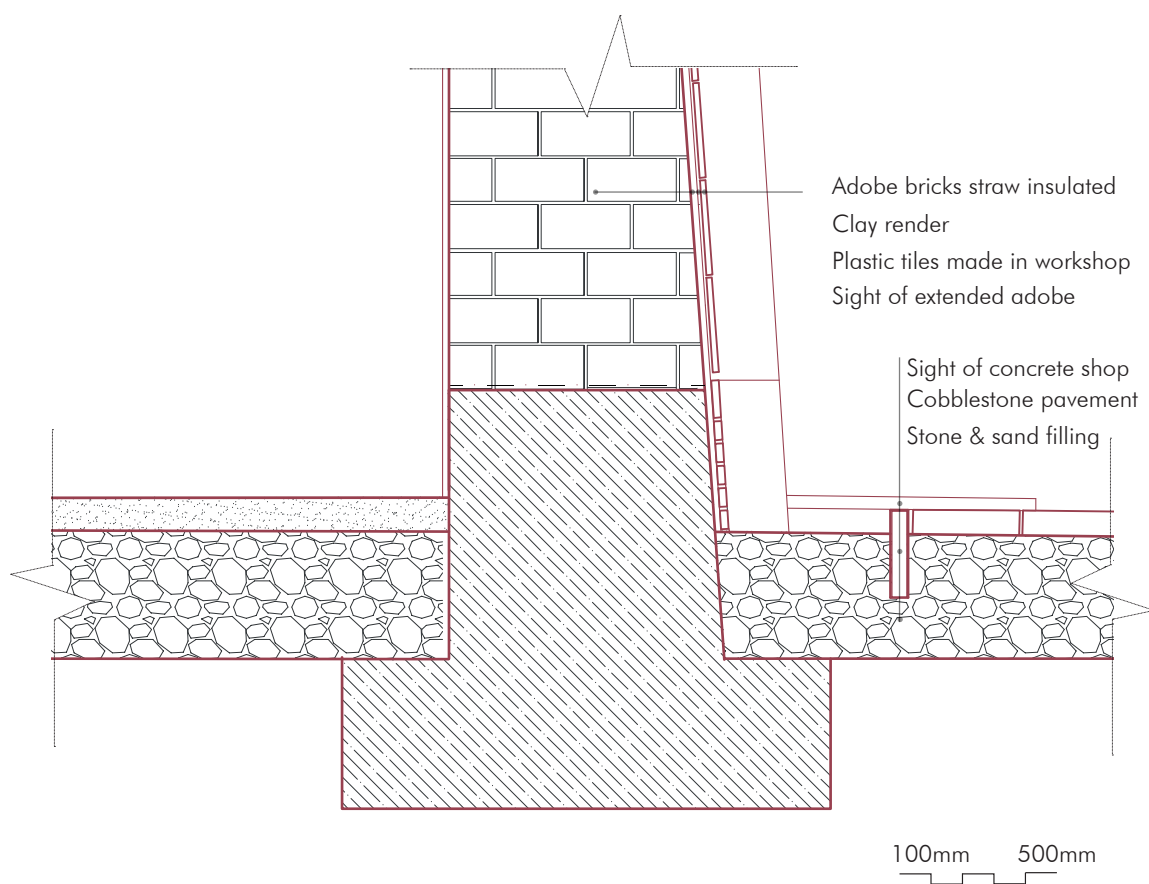 Adobe bricks straw insulated
Clay render
Plastic tiles made in workshop
Sight of extended adobe
Sight of concrete shop
Cobblestone pavement
Stone & sand filling
100mm 500mm